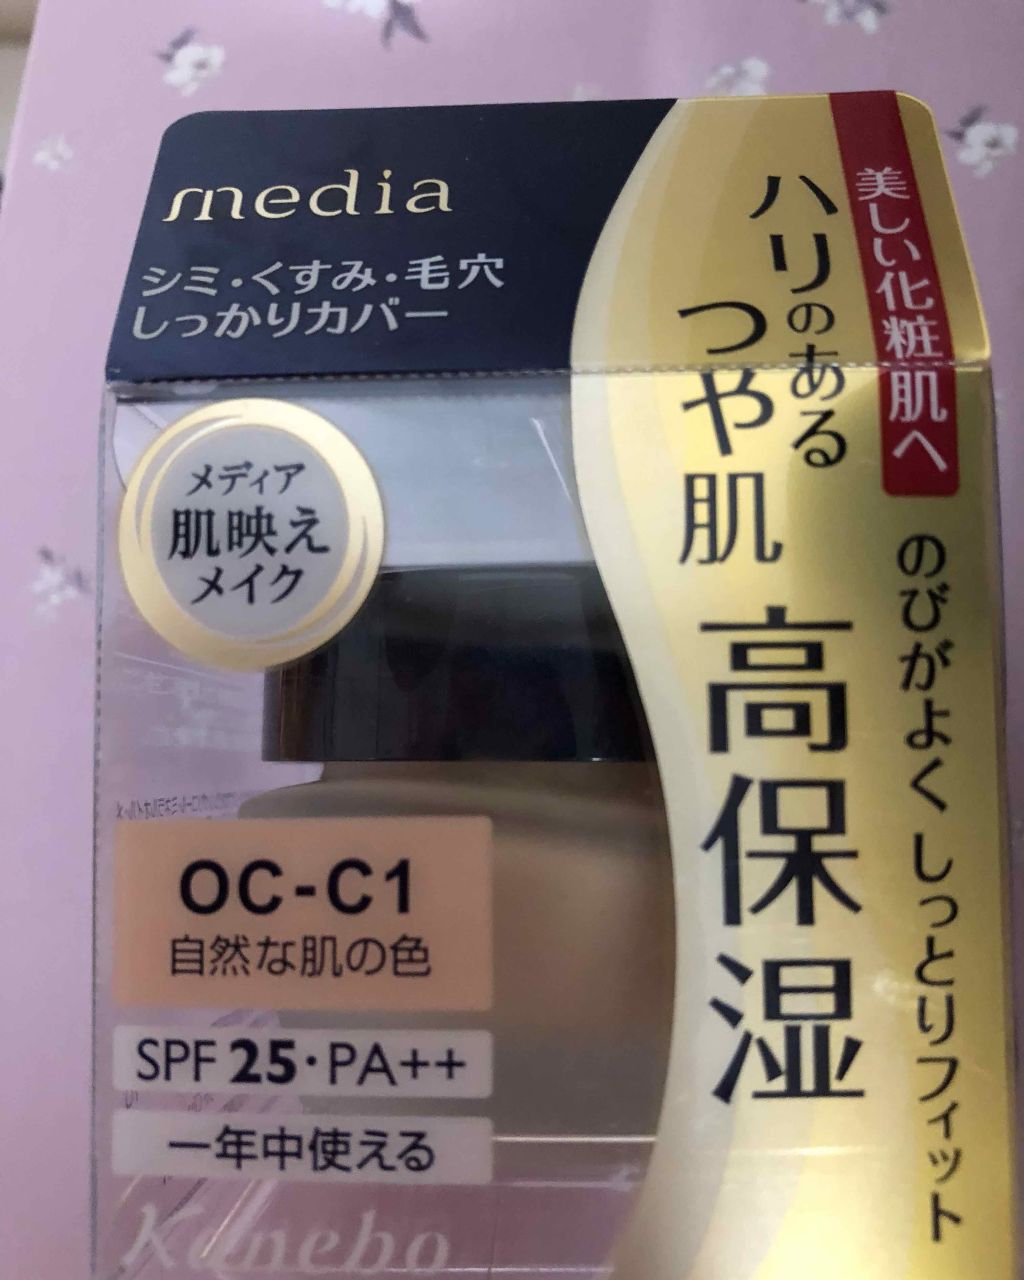 media
シミ・くすみ・毛穴
しっかりカバー
美しい化粧肌へ
ハリのある
つや肌
高保湿
のびがよく しっとりフィット
メディア
肌映え
メイク
OC-C1
自然な肌の色
SPF 25・PA++
一年中使える
Kanebo